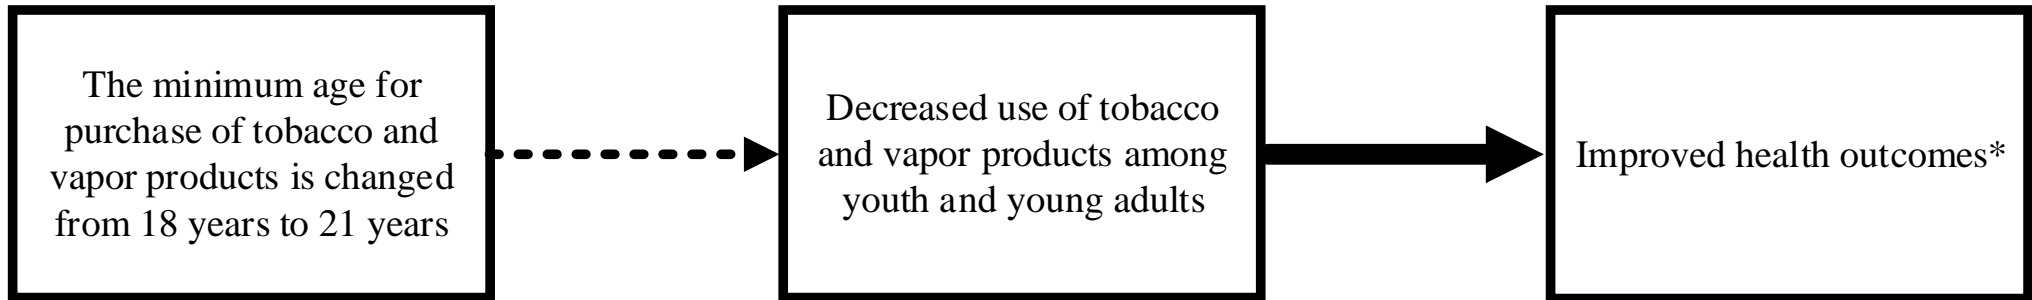 The minimum age for
purchase of tobacco and
vapor products is changed
from 18 years to 21 years
Decreased use of tobacco
and vapor products among
youth and young adults
Improved health outcomes*